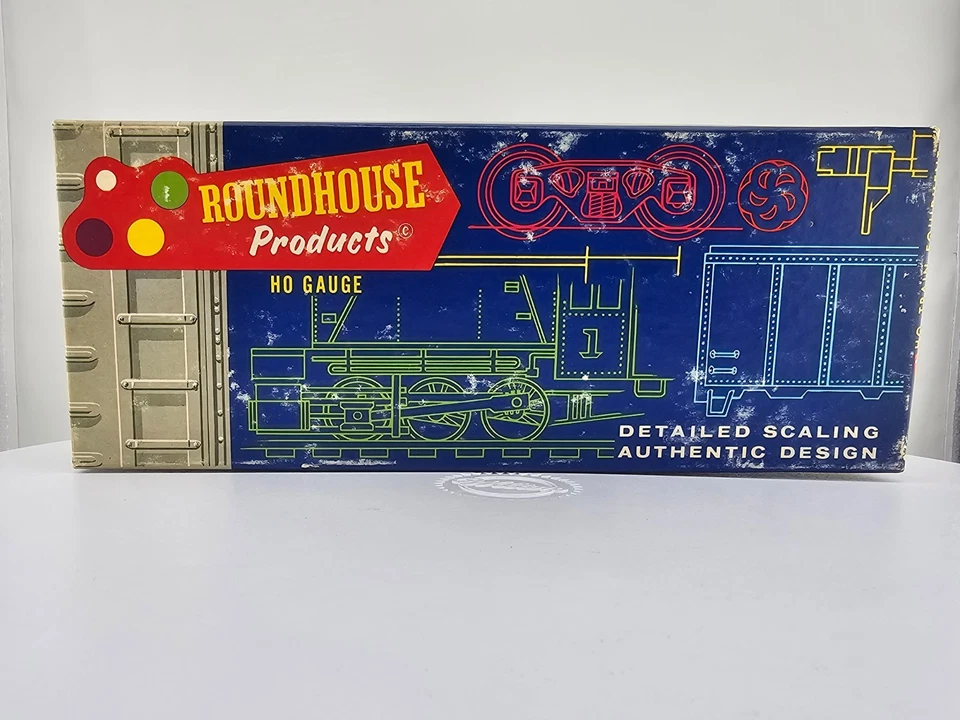 ROUNDHOUSE
Products ©
HO GAUGE
1
DETAILED SCALING
AUTHENTIC DESIGN